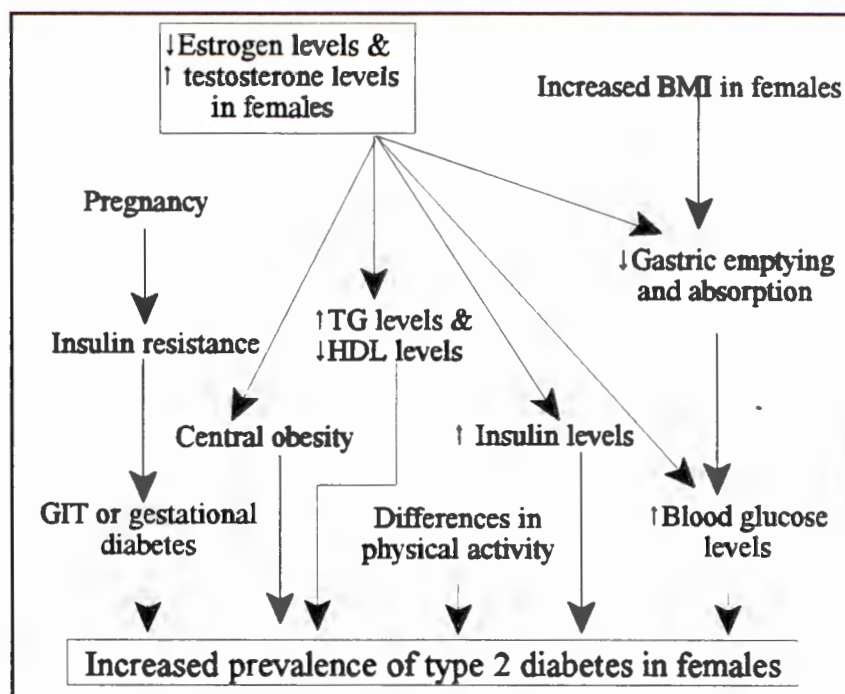 ↓Estrogen levels &
↑ testosterone levels
in females
Increased BMI in females
Pregnancy
↓Gastric emptying
and absorption
↑TG levels &
↓HDL levels
Insulin resistance
Central obesity
↑ Insulin levels
GIT or gestational
diabetes
Differences in
physical activity
↑Blood glucose
levels
Increased prevalence of type 2 diabetes in females